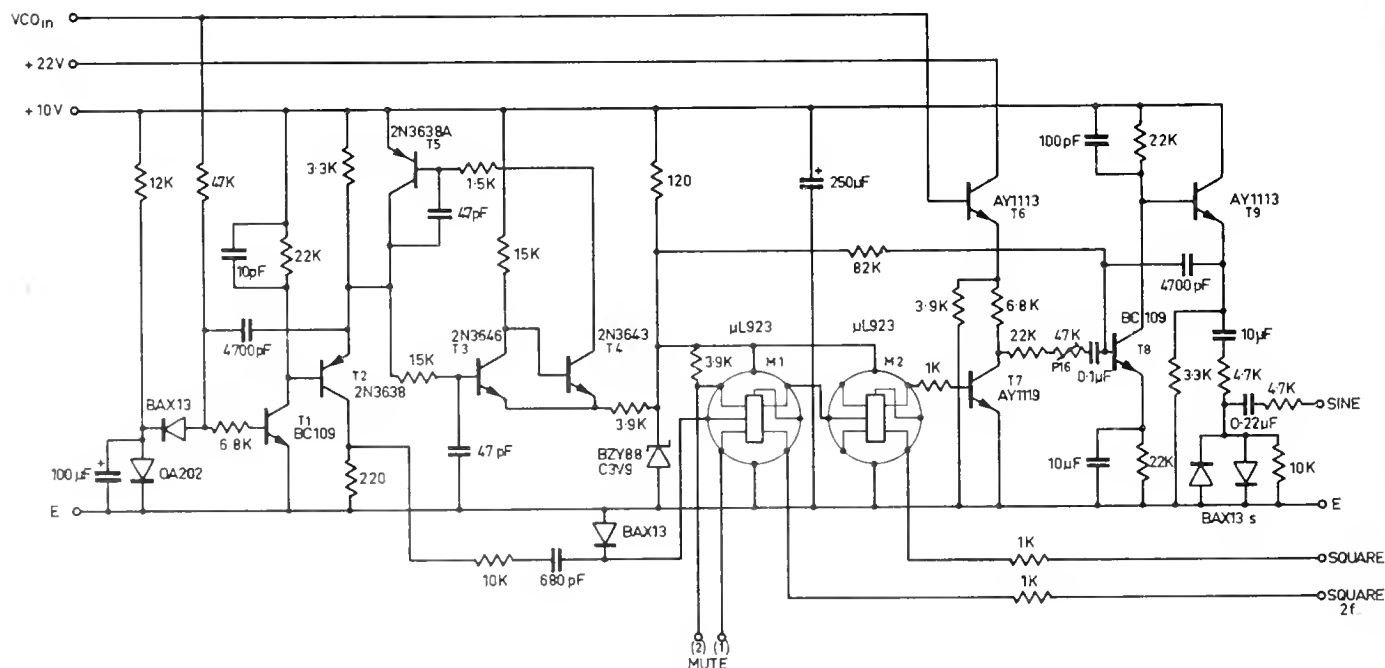 VCO in
+ 22V
+ 10V
12K
47K
10pF
22K
3·3K
2N3638A
T5
1·5K
47pF
15K
120
250µF
+
AY1113
T6
100pF
22K
AY1113
T9
82K
4700pF
4700pF
15K
2N3646
T3
2N3643
T4
3·9K
µL923
M1
µL923
M2
3·9K
6·8K
22K
47K
P16
0·1µF
BC109
T8
10µF
3·3K
4·7K
4·7K
SINE
0·22µF
BAX13
6·8K
T1
BC109
T2
2N3638
220
100µF
+
OA202
47pF
3·9K
BZY88
C3V9
1K
T7
AY1119
10µF
22K
10K
E
E
BAX13
BAX13 s
10K
680pF
1K
SQUARE
1K
SQUARE
2f
(2) (1)
MUTE